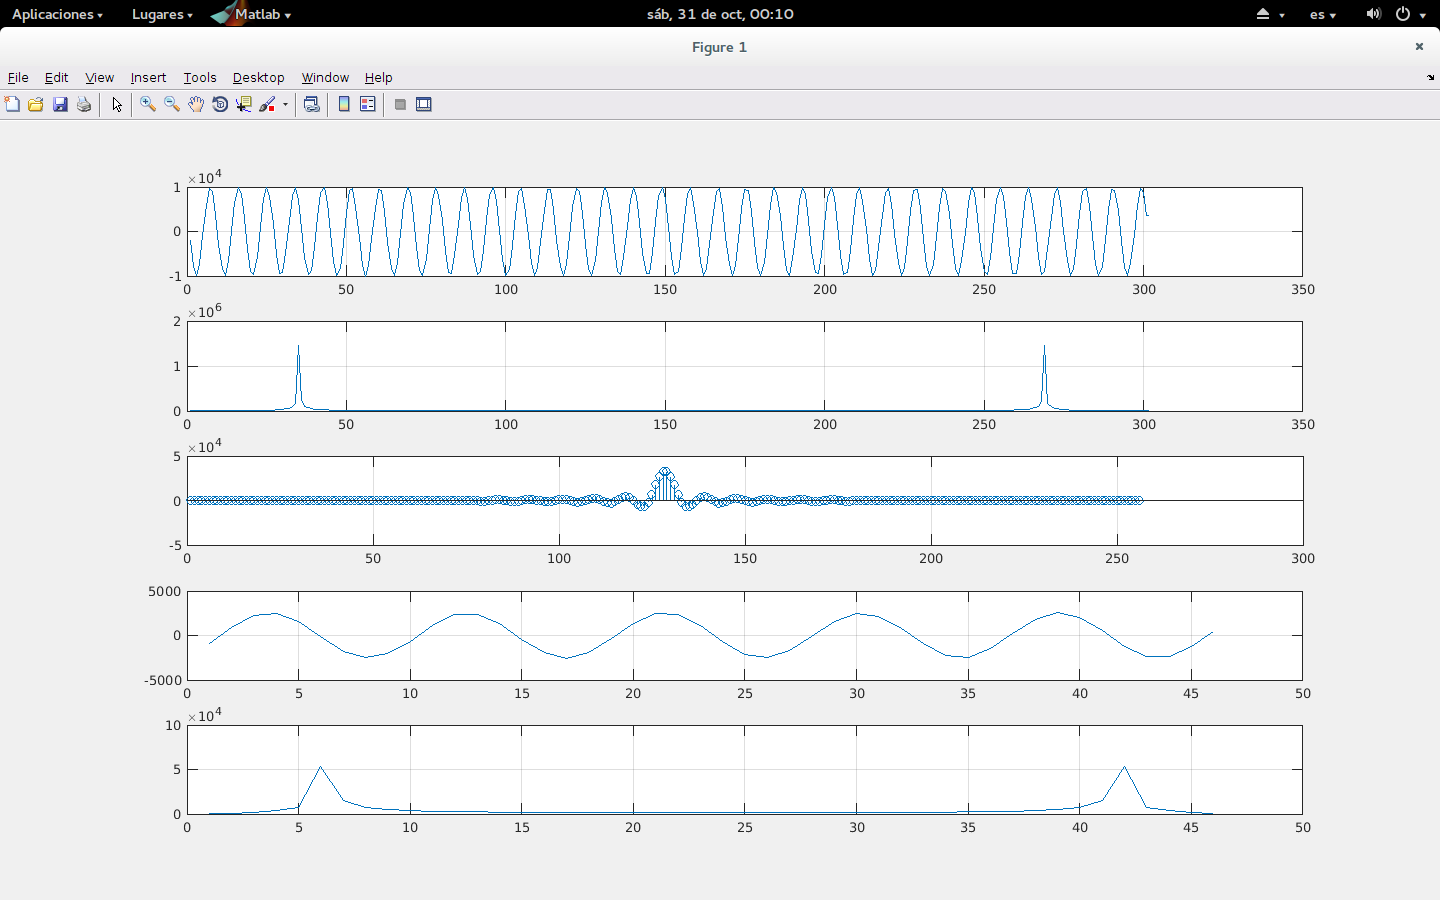 Aplicaciones Lugares Matlab sáb, 31 de oct, 00:10 es
Figure 1
File Edit View Insert Tools Desktop Window Help
×10^4
1
0
-1
0 50 100 150 200 250 300 350
×10^6
2
1
0
0 50 100 150 200 250 300 350
×10^4
5
0
-5
0 50 100 150 200 250 300
5000
0
-5000
0 5 10 15 20 25 30 35 40 45 50
×10^4
10
5
0
0 5 10 15 20 25 30 35 40 45 50